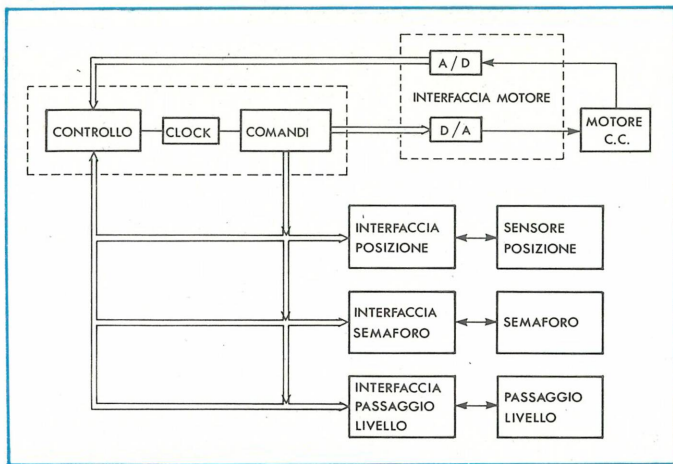 A/D
INTERFACCIA MOTORE
CONTROLLO
CLOCK
COMANDI
D/A
MOTORE
C.C.
INTERFACCIA
POSIZIONE
SENSORE
POSIZIONE
INTERFACCIA
SEMAFORO
SEMAFORO
INTERFACCIA
PASSAGGIO
LIVELLO
PASSAGGIO
LIVELLO